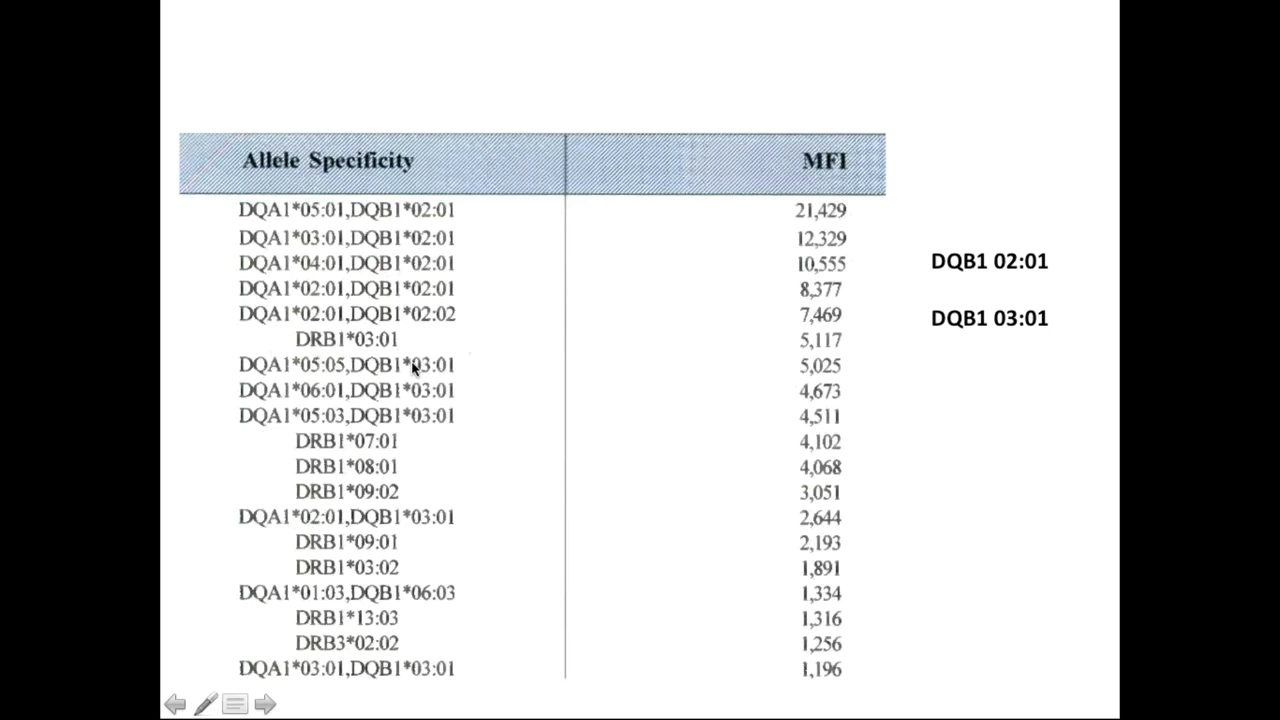 Allele Specificity MFI
DQA1*05:01,DQB1*02:01 21,429
DQA1*03:01,DQB1*02:01 12,329
DQA1*04:01,DQB1*02:01 10,555 DQB1 02:01
DQA1*02:01,DQB1*02:01 8,377
DQA1*02:01,DQB1*02:02 7,469 DQB1 03:01
DRB1*03:01 5,117
DQA1*05:05,DQB1*03:01 5,025
DQA1*06:01,DQB1*03:01 4,673
DQA1*05:03,DQB1*03:01 4,511
DRB1*07:01 4,102
DRB1*08:01 4,068
DRB1*09:02 3,051
DQA1*02:01,DQB1*03:01 2,644
DRB1*09:01 2,193
DRB1*03:02 1,891
DQA1*01:03,DQB1*06:03 1,334
DRB1*13:03 1,316
DRB3*02:02 1,256
DQA1*03:01,DQB1*03:01 1,196